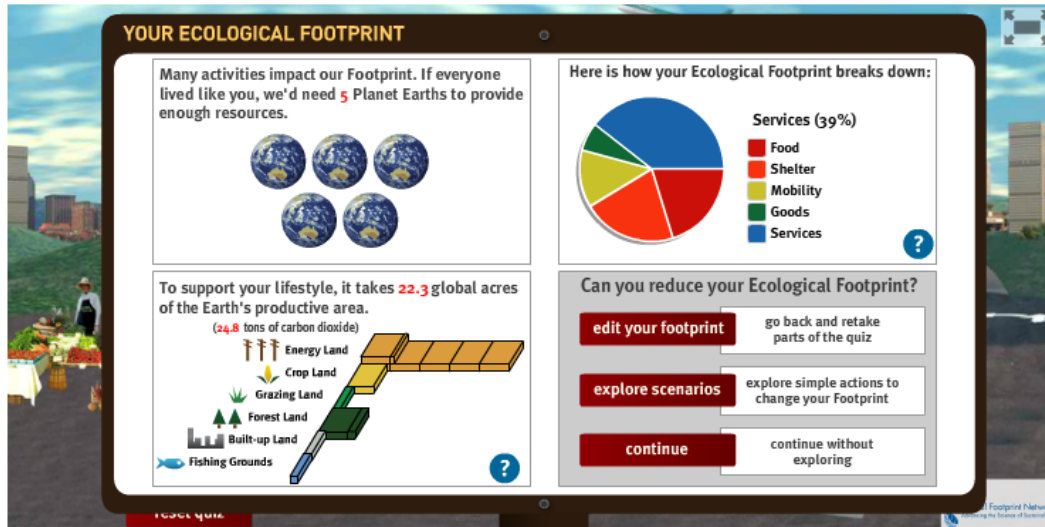 YOUR ECOLOGICAL FOOTPRINT
Many activities impact our Footprint. If everyone
lived like you, we'd need 5 Planet Earths to provide
enough resources.
Here is how your Ecological Footprint breaks down:
Services (39%)
Food
Shelter
Mobility
Goods
Services
?
To support your lifestyle, it takes 22.3 global acres
of the Earth's productive area.
(24.8 tons of carbon dioxide)
Energy Land
Crop Land
Grazing Land
Forest Land
Built-up Land
Fishing Grounds
?
Can you reduce your Ecological Footprint?
edit your footprint
go back and retake
parts of the quiz
explore scenarios
explore simple actions to
change your Footprint
continue
continue without
exploring
reset quiz
Footprint